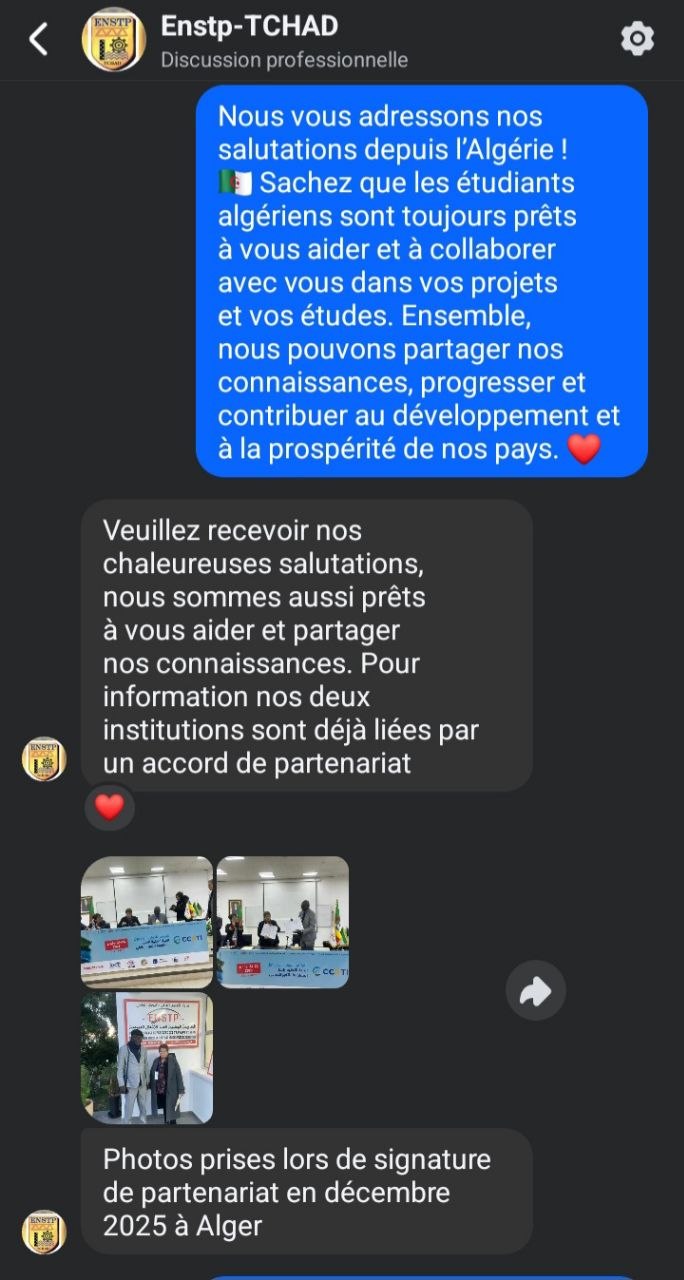 Enstp-TCHAD
Discussion professionnelle
Nous vous adressons nos
salutations depuis l'Algérie !
🇩🇿 Sachez que les étudiants
algériens sont toujours prêts
à vous aider et à collaborer
avec vous dans vos projets
et vos études. Ensemble,
nous pouvons partager nos
connaissances, progresser et
contribuer au développement et
à la prospérité de nos pays. ❤️
Veuillez recevoir nos
chaleureuses salutations,
nous sommes aussi prêts
à vous aider et partager
nos connaissances. Pour
information nos deux
institutions sont déjà liées par
un accord de partenariat
ENSTP
❤️
ENSTP
Photos prises lors de signature
de partenariat en décembre
2025 à Alger
ENSTP